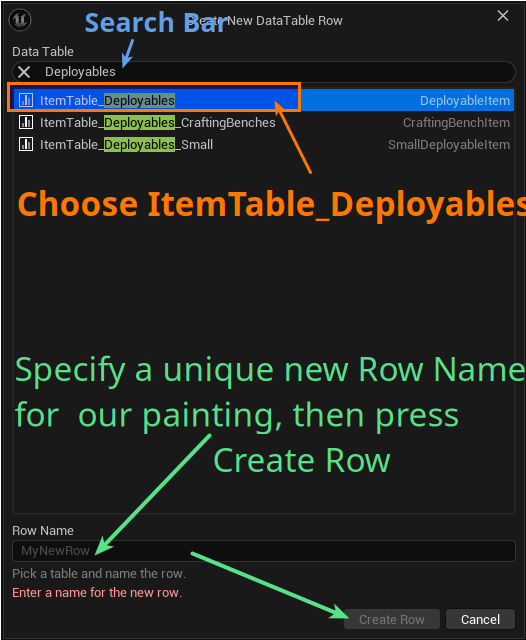 Create New DataTable Row
Search Bar
Data Table
Deployables
ItemTable_Deployables DeployableItem
ItemTable_Deployables_CraftingBenches CraftingBenchItem
ItemTable_Deployables_Small SmallDeployableItem
Choose ItemTable_Deployables
Specify a unique new Row Name
for our painting, then press
Create Row
Row Name
MyNewRow
Pick a table and name the row.
Enter a name for the new row.
Create Row Cancel